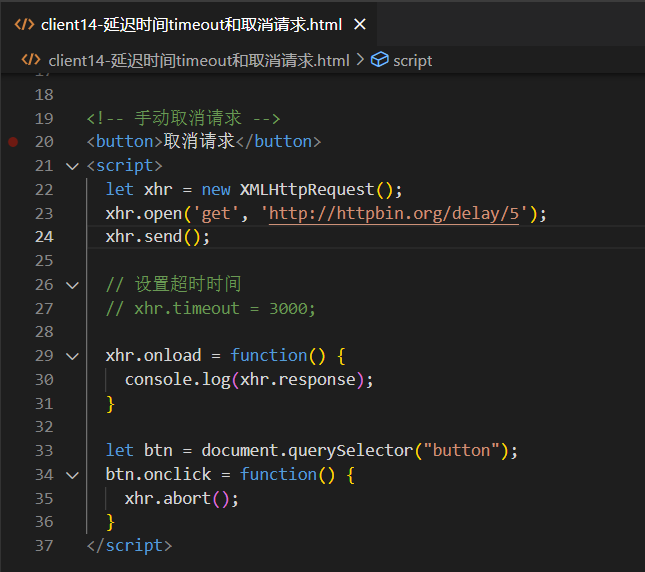 client14-延迟时间timeout和取消请求.html
client14-延迟时间timeout和取消请求.html > script
17
18
19 <!-- 手动取消请求 -->
20 <button>取消请求</button>
21 <script>
22 let xhr = new XMLHttpRequest();
23 xhr.open('get', 'http://httpbin.org/delay/5');
24 xhr.send();
25
26 // 设置超时时间
27 // xhr.timeout = 3000;
28
29 xhr.onload = function() {
30 console.log(xhr.response);
31 }
32
33 let btn = document.querySelector("button");
34 btn.onclick = function() {
35 xhr.abort();
36 }
37 </script>